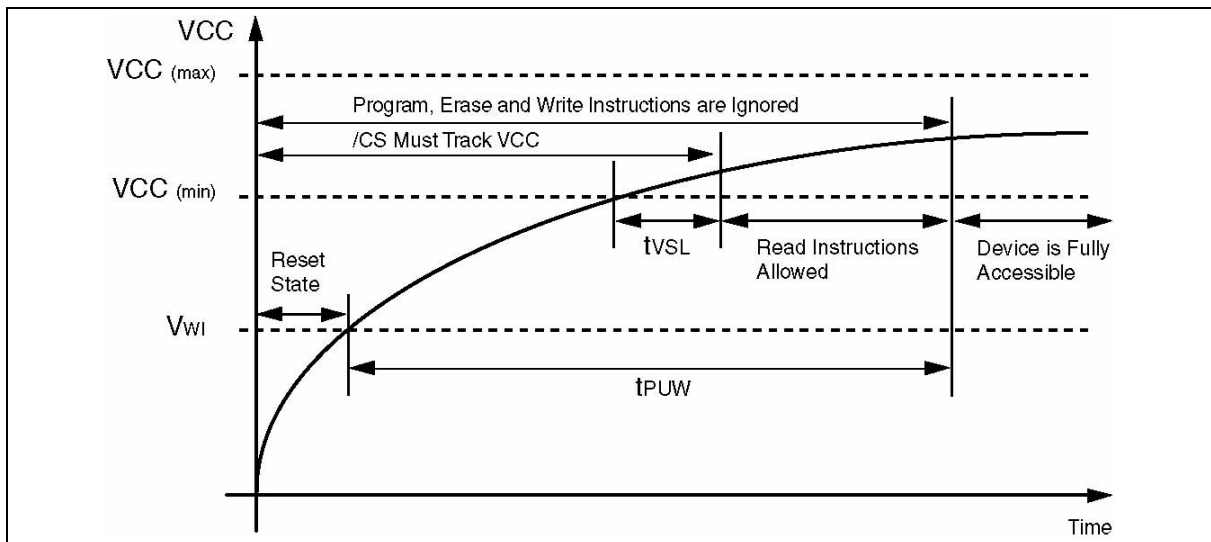 VCC
VCC (max)
Program, Erase and Write Instructions are Ignored
/CS Must Track VCC
VCC (min)
tVSL
Read Instructions
Allowed
Device is Fully
Accessible
Reset
State
VWI
tPUW
Time